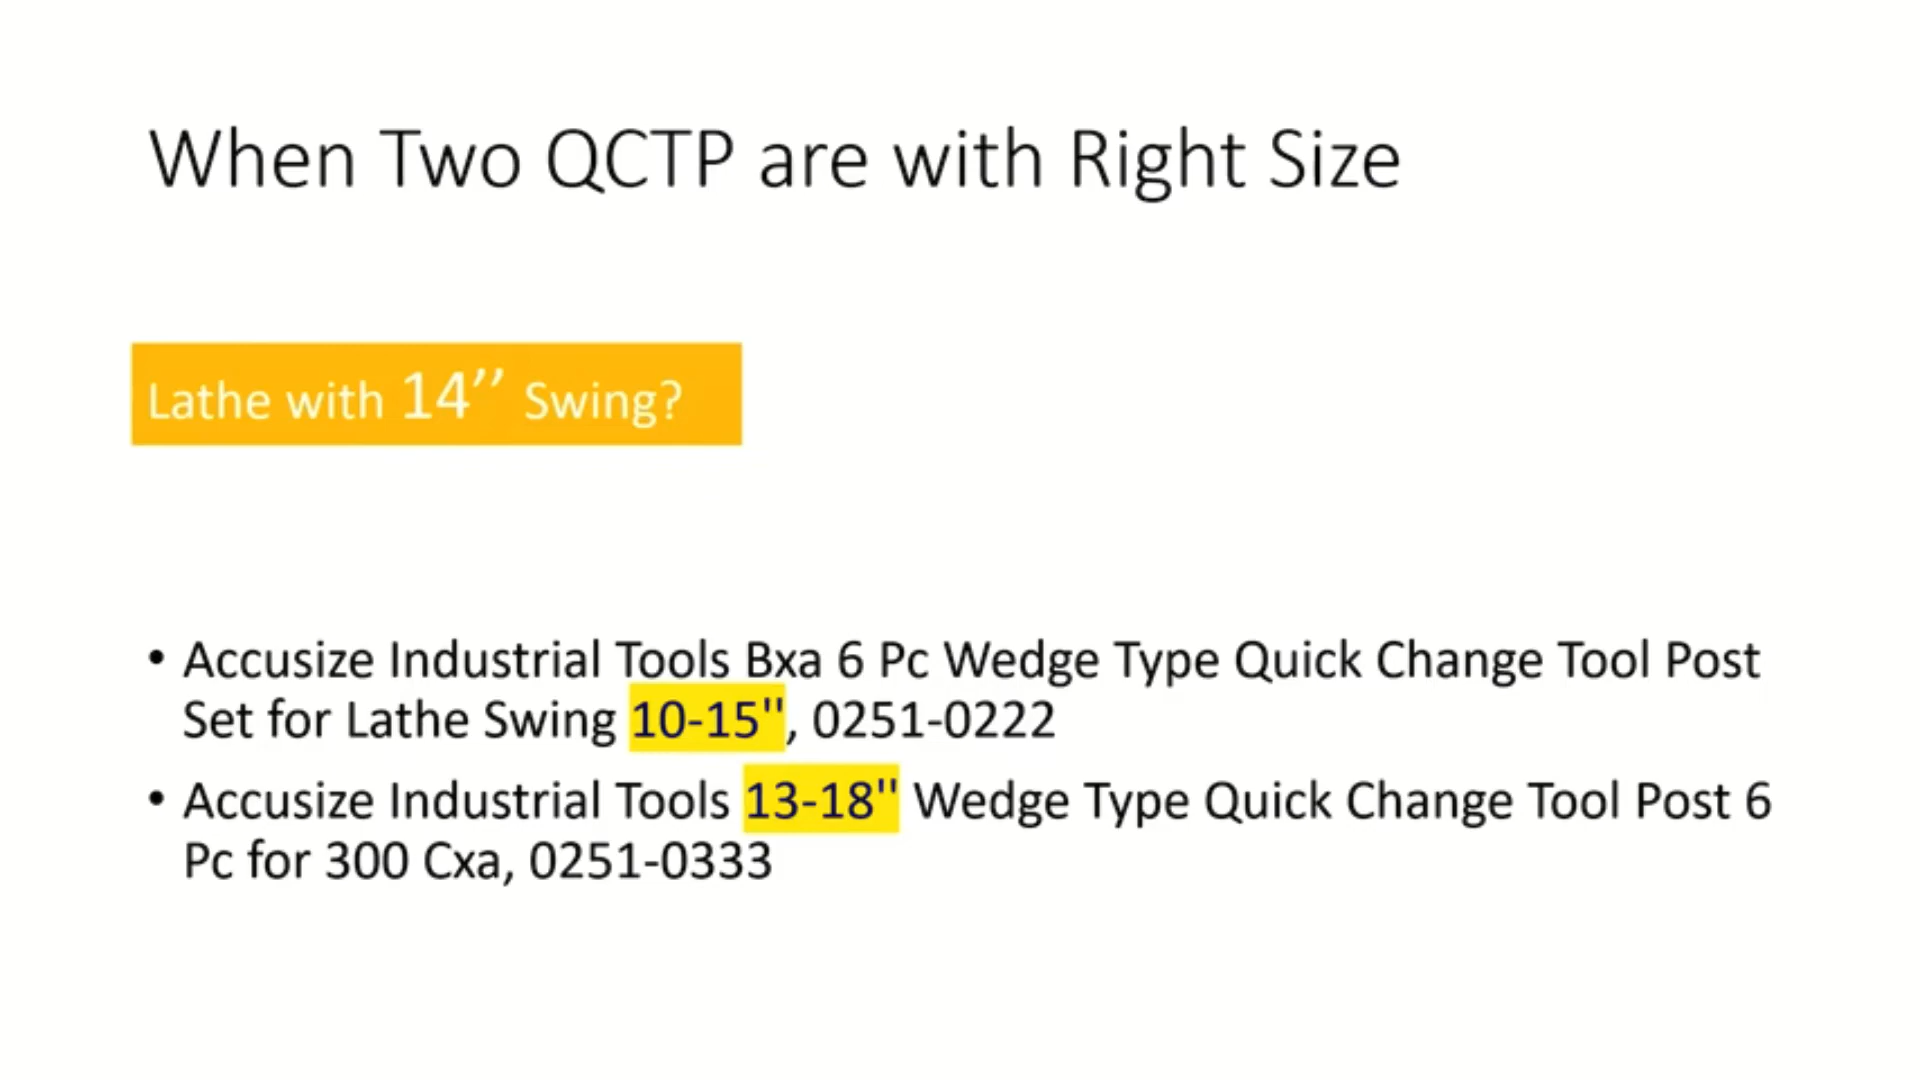 When Two QCTP are with Right Size
Lathe with 14’’ Swing?
• Accusize Industrial Tools Bxa 6 Pc Wedge Type Quick Change Tool Post
Set for Lathe Swing 10-15", 0251-0222
• Accusize Industrial Tools 13-18" Wedge Type Quick Change Tool Post 6
Pc for 300 Cxa, 0251-0333